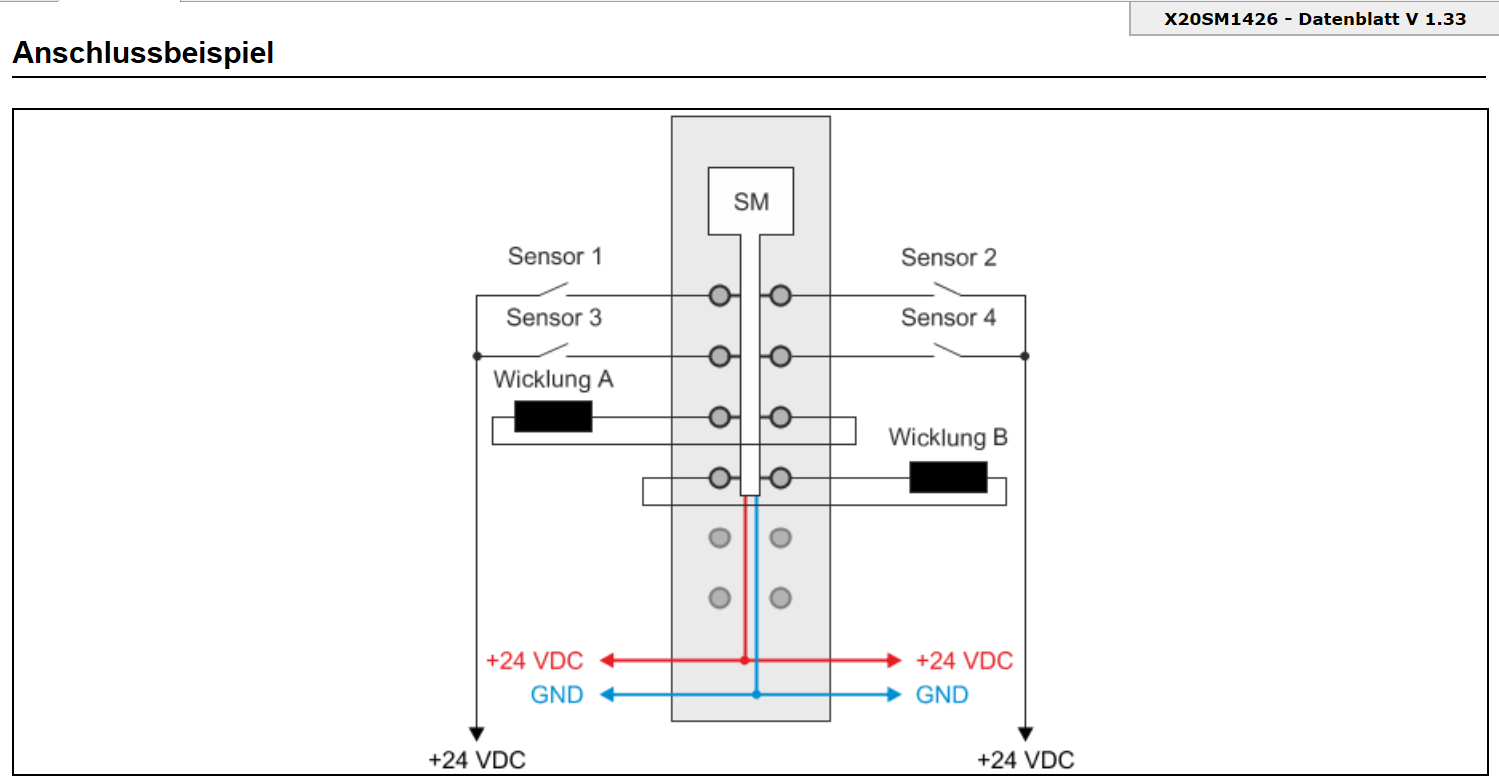 X20SM1426 - Datenblatt V 1.33
Anschlussbeispiel
SM
Sensor 1
Sensor 2
Sensor 3
Sensor 4
Wicklung A
Wicklung B
+24 VDC
+24 VDC
GND
GND
+24 VDC
+24 VDC